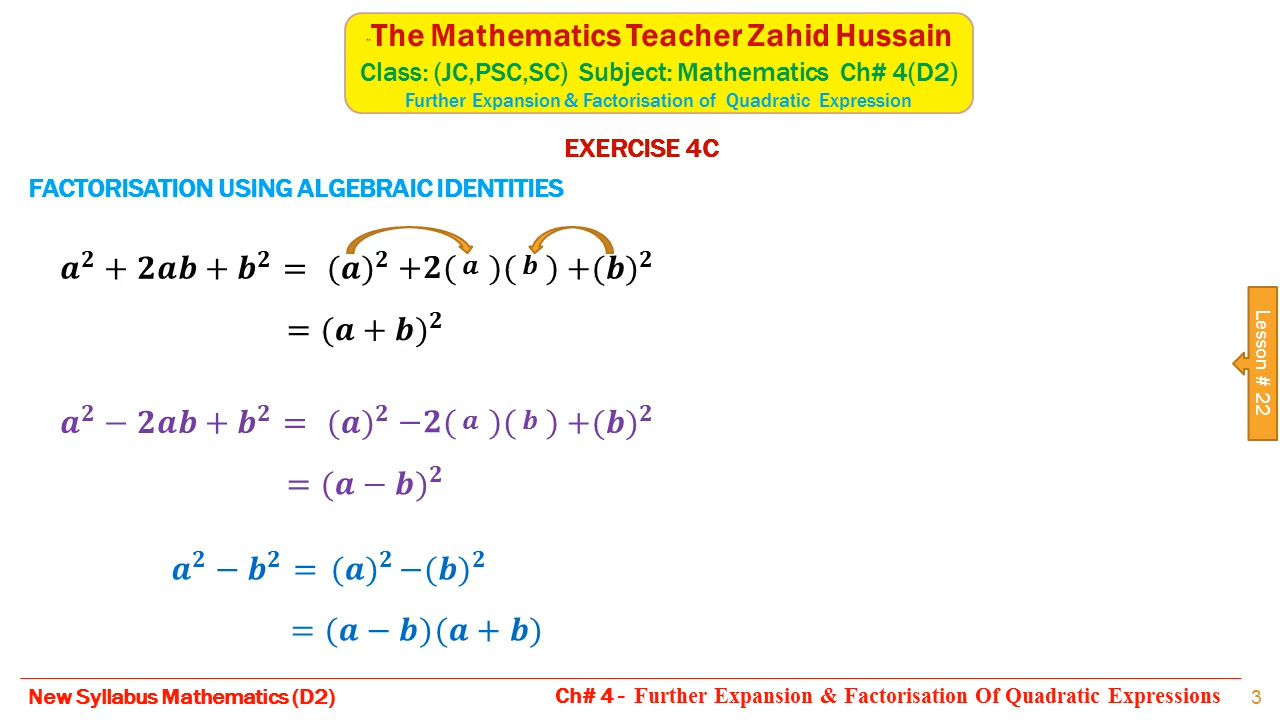 The Mathematics Teacher Zahid Hussain
Class: (JC,PSC,SC) Subject: Mathematics Ch# 4(D2)
Further Expansion & Factorisation of Quadratic Expression
EXERCISE 4C
FACTORISATION USING ALGEBRAIC IDENTITIES
a² + 2ab + b² = (a)² +2( a )( b ) +(b)²
= (a + b)²
Lesson # 22
a² − 2ab + b² = (a)² −2( a )( b ) +(b)²
= (a − b)²
a² − b² = (a)² −(b)²
= (a − b)(a + b)
New Syllabus Mathematics (D2) Ch# 4 - Further Expansion & Factorisation Of Quadratic Expressions 3